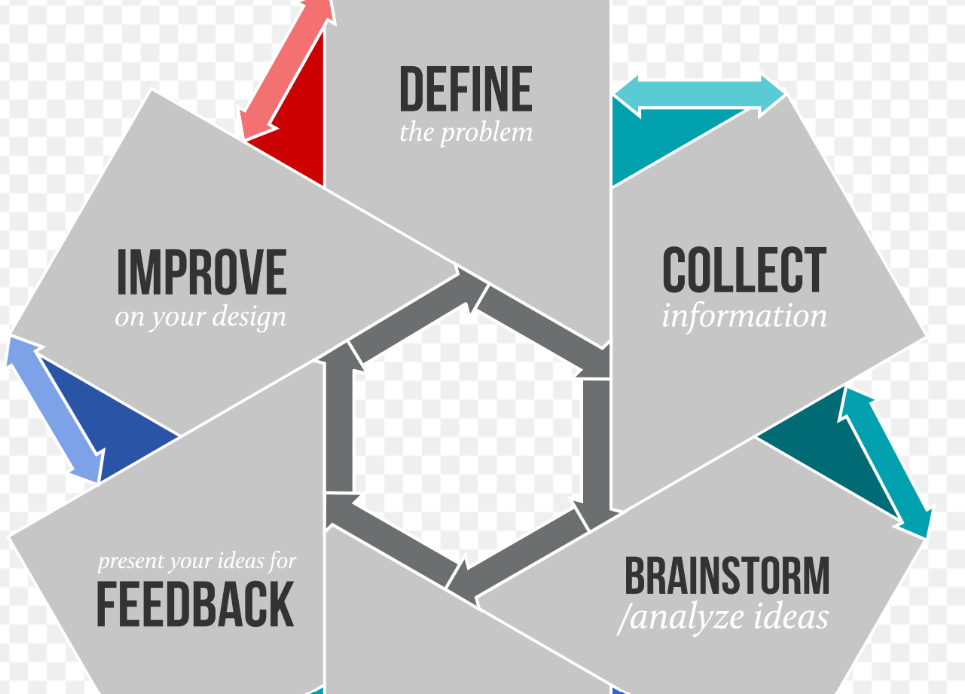 DEFINE
the problem
COLLECT
information
BRAINSTORM
/analyze ideas
present your ideas for
FEEDBACK
IMPROVE
on your design